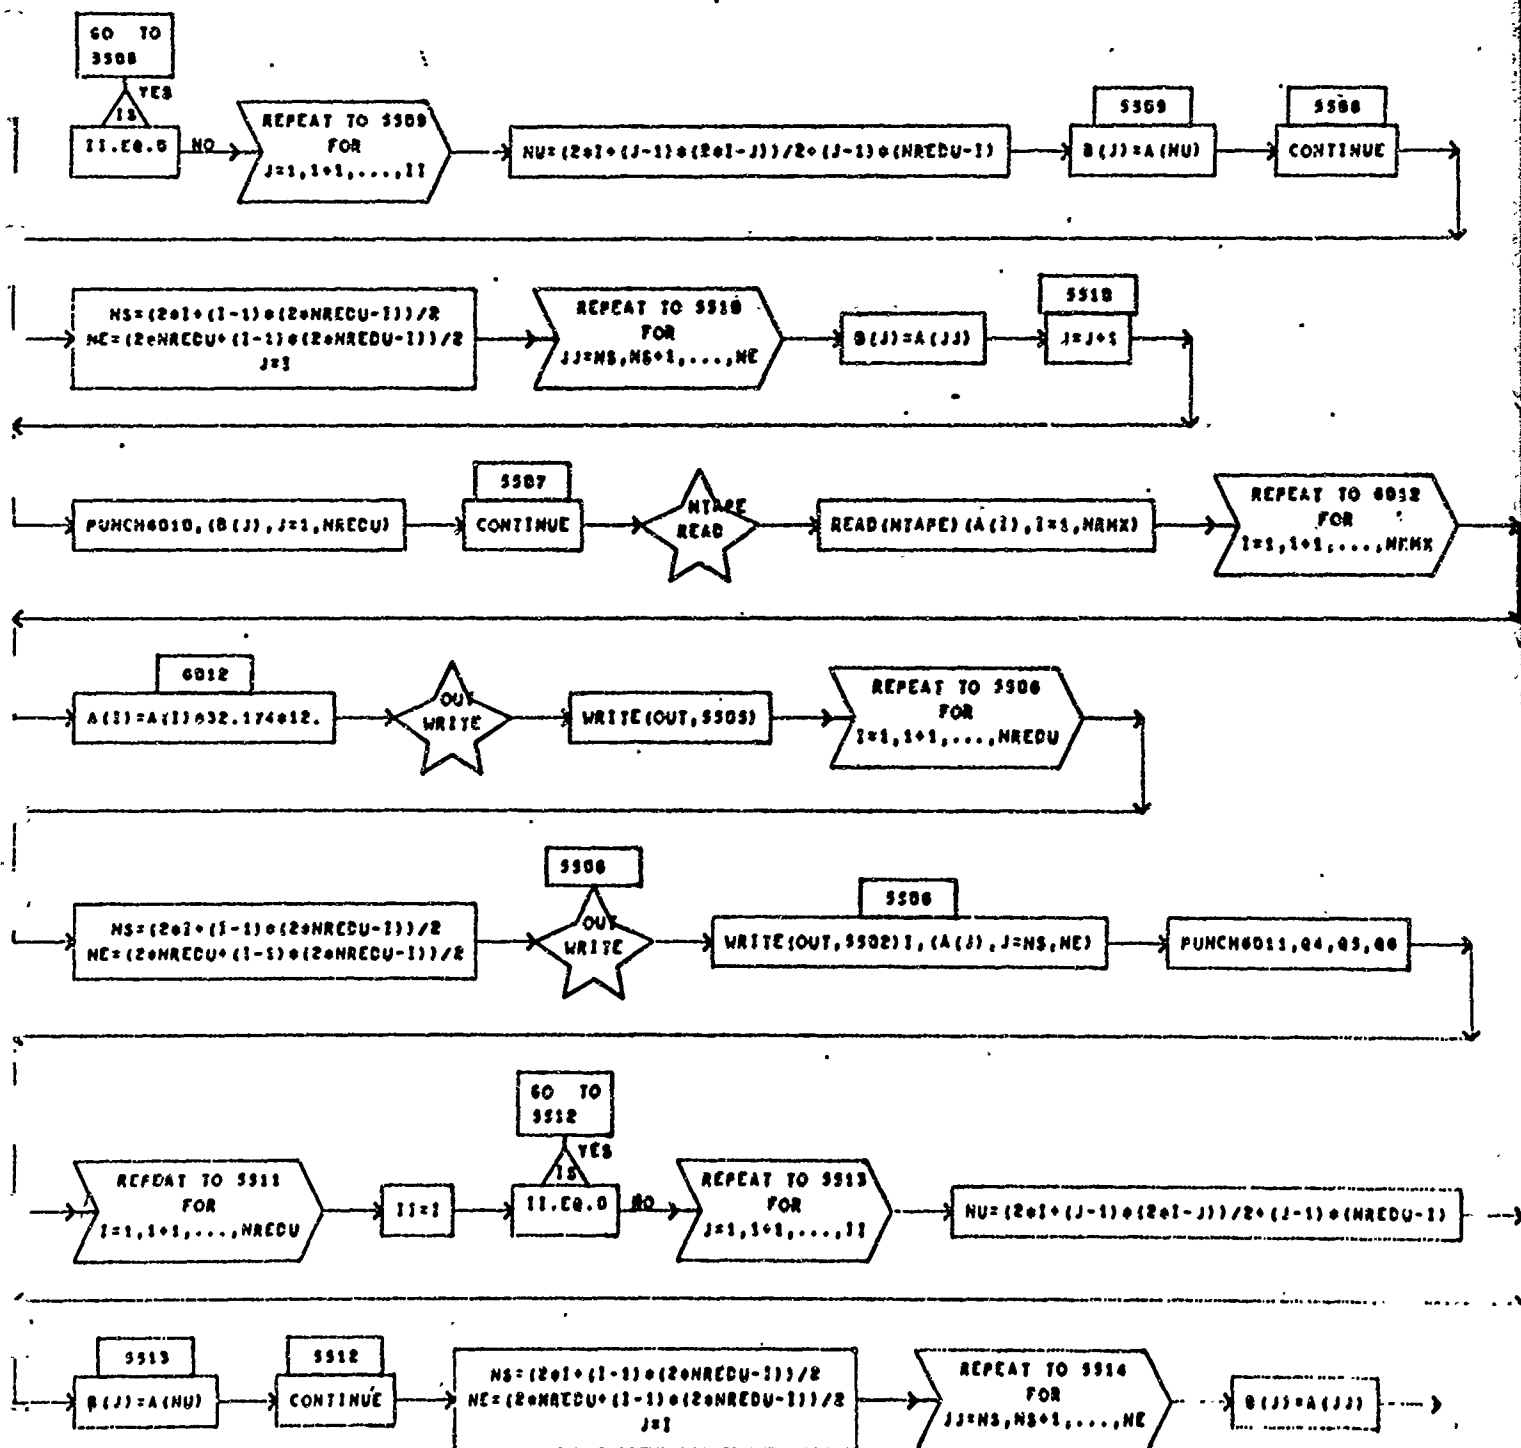 GO TO
5508
YES
IS
II.EQ.0
NO
REPEAT TO 5509
FOR
J=1,1+1,...,II
NU=(2*I+(J-1)*(2*I-J))/2+(J-1)*(NREDU-I)
5509
B(J)=A(NU)
5508
CONTINUE
NS=(2*I+(I-1)*(2*NREDU-I))/2
NE=(2*NREDU+(I-1)*(2*NREDU-I))/2
J=I
REPEAT TO 5510
FOR
JJ=NS,NS+1,...,NE
B(J)=A(JJ)
5510
J=J+1
PUNCH6010,(B(J),J=1,NREDU)
5507
CONTINUE
NTAPE
READ
READ(NTAPE)(A(I),I=1,NRMX)
REPEAT TO 6012
FOR
I=1,1+1,...,NRMX
6012
A(I)=A(I)*32.174*12.
OUT
WRITE
WRITE(OUT,5505)
REPEAT TO 5506
FOR
I=1,1+1,...,NREDU
NS=(2*I+(I-1)*(2*NREDU-I))/2
NE=(2*NREDU+(I-1)*(2*NREDU-I))/2
5506
OUT
WRITE
5506
WRITE(OUT,5502)I,(A(J),J=NS,NE)
PUNCH6011,Q4,Q5,Q6
REPEAT TO 5511
FOR
I=1,1+1,...,NREDU
II=I
GO TO
5512
YES
IS
II.EQ.0
NO
REPEAT TO 5513
FOR
J=1,1+1,...,II
NU=(2*I+(J-1)*(2*I-J))/2+(J-1)*(NREDU-I)
5513
B(J)=A(NU)
5512
CONTINUE
NS=(2*I+(I-1)*(2*NREDU-I))/2
NE=(2*NREDU+(I-1)*(2*NREDU-I))/2
J=I
REPEAT TO 5514
FOR
JJ=NS,NS+1,...,NE
B(J)=A(JJ)